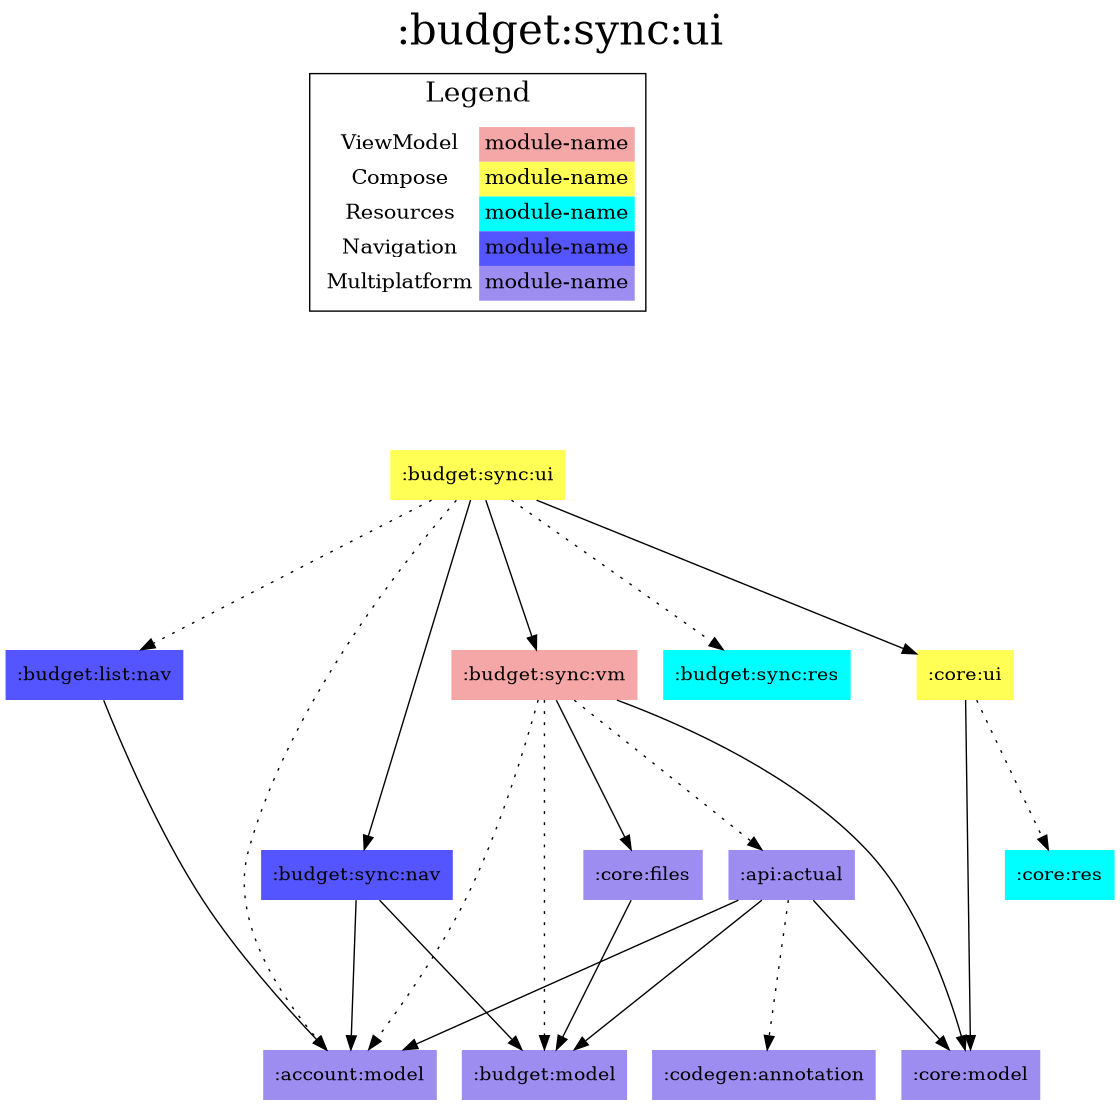 :budget:sync:ui
Legend
ViewModel module-name
Compose module-name
Resources module-name
Navigation module-name
Multiplatform module-name
:budget:sync:ui
:budget:list:nav
:budget:sync:vm
:budget:sync:res
:core:ui
:budget:sync:nav
:core:files
:api:actual
:core:res
:account:model
:budget:model
:codegen:annotation
:core:model